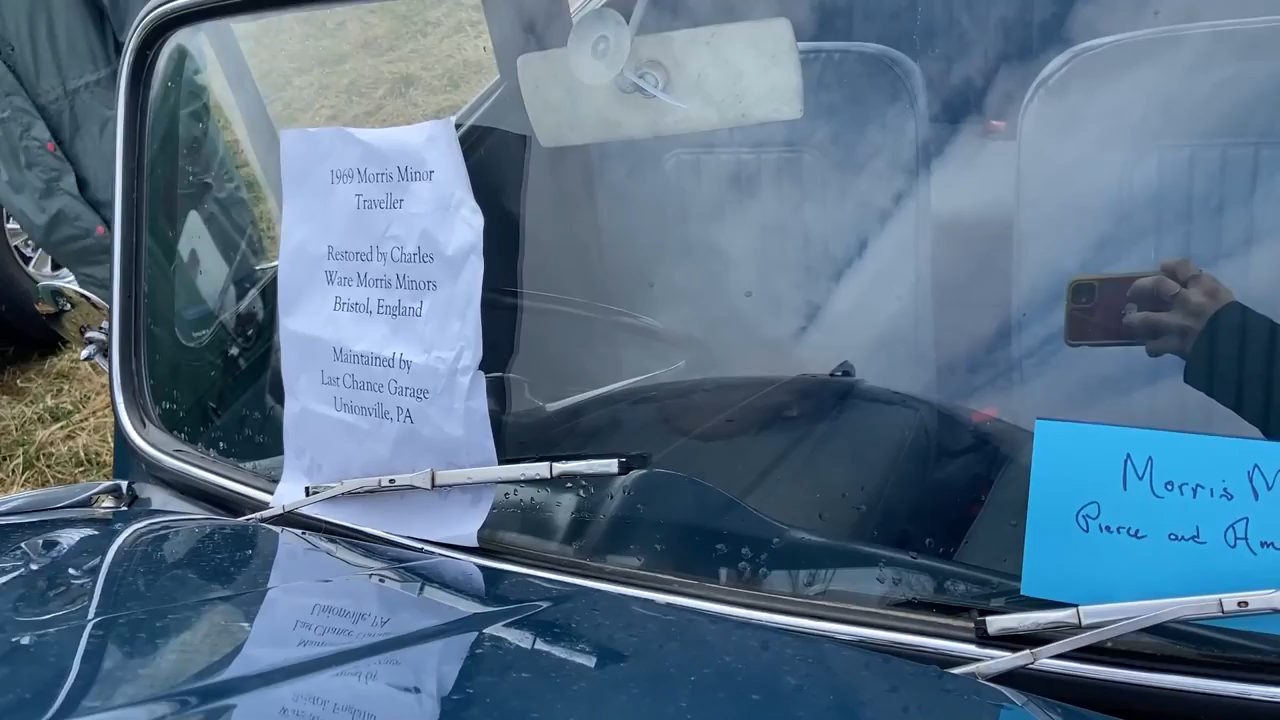 1969 Morris Minor
Traveller
Restored by Charles
Ware Morris Minors
Bristol, England
Maintained by
Last Chance Garage
Unionville, PA
Morris M
Pierce and Am